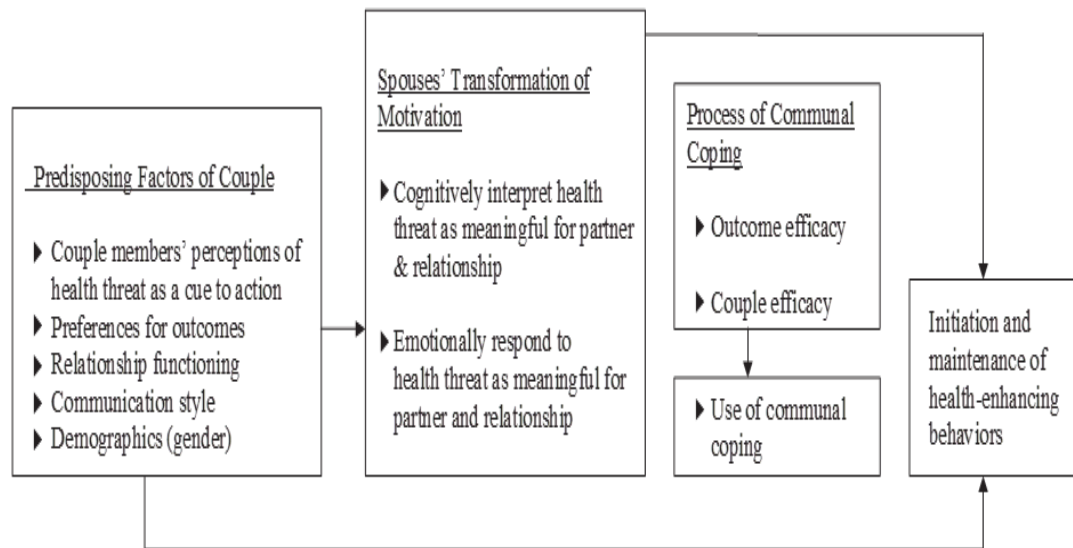 Predisposing Factors of Couple
Couple members’ perceptions of
health threat as a cue to action
Preferences for outcomes
Relationship functioning
Communication style
Demographics (gender)
Spouses’ Transformation of
Motivation
Cognitively interpret health
threat as meaningful for partner
& relationship
Emotionally respond to
health threat as meaningful for
partner and relationship
Process of Communal
Coping
Outcome efficacy
Couple efficacy
Use of communal
coping
Initiation and
maintenance of
health-enhancing
behaviors